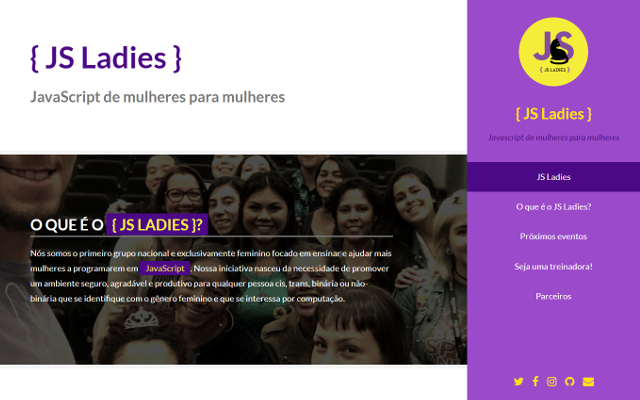 { JS Ladies }
JavaScript de mulheres para mulheres
O QUE É O { JS LADIES }?
Nós somos o primeiro grupo nacional e exclusivamente feminino focado em ensinar e ajudar mais
mulheres a programarem em JavaScript . Nossa iniciativa nasceu da necessidade de promover
um ambiente seguro, agradável e produtivo para qualquer pessoa cis, trans, binária ou não-
binária que se identifique com o gênero feminino e que se interessa por computação.
JS
{ JS LADIES }
{ JS Ladies }
Javascript de mulheres para mulheres
JS Ladies
O que é o JS Ladies?
Próximos eventos
Seja uma treinadora!
Parceiros